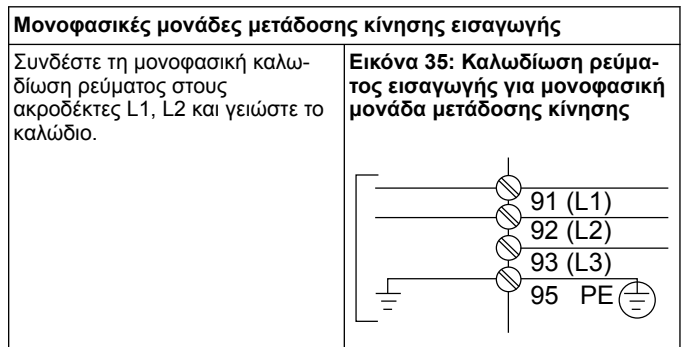 Μονοφασικές μονάδες μετάδοσης κίνησης εισαγωγής
Συνδέστε τη μονοφασική καλω-
δίωση ρεύματος στους
ακροδέκτες L1, L2 και γειώστε το
καλώδιο.
Εικόνα 35: Καλωδίωση ρεύμα-
τος εισαγωγής για μονοφασική
μονάδα μετάδοσης κίνησης
91 (L1)
92 (L2)
93 (L3)
95 PE